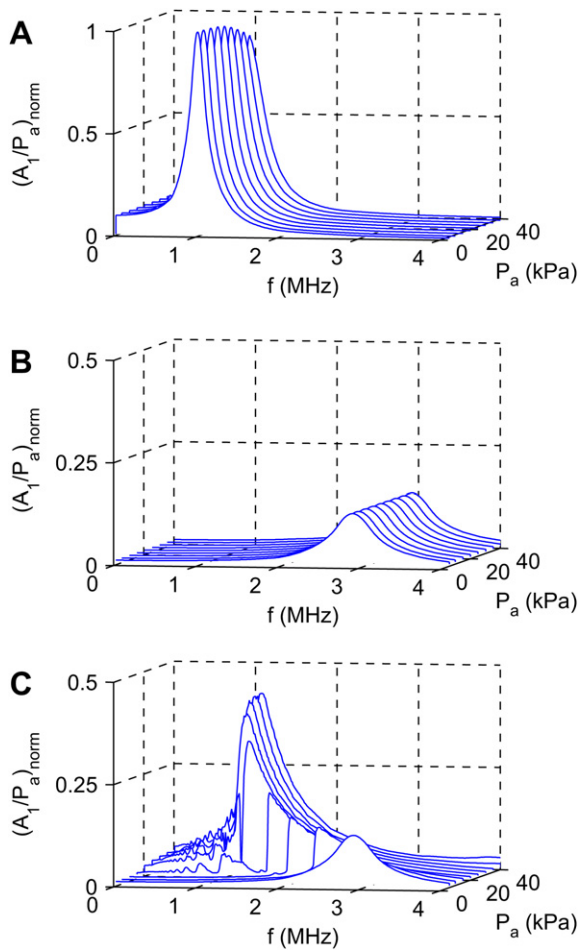 A
(A₁/Pₐ)norm
1
0.5
0
0 1 2 3 4
f (MHz)
0 20 40
Pₐ (kPa)
B
(A₁/Pₐ)norm
0.5
0.25
0
0 1 2 3 4
f (MHz)
0 20 40
Pₐ (kPa)
C
(A₁/Pₐ)norm
0.5
0.25
0
0 1 2 3 4
f (MHz)
0 20 40
Pₐ (kPa)